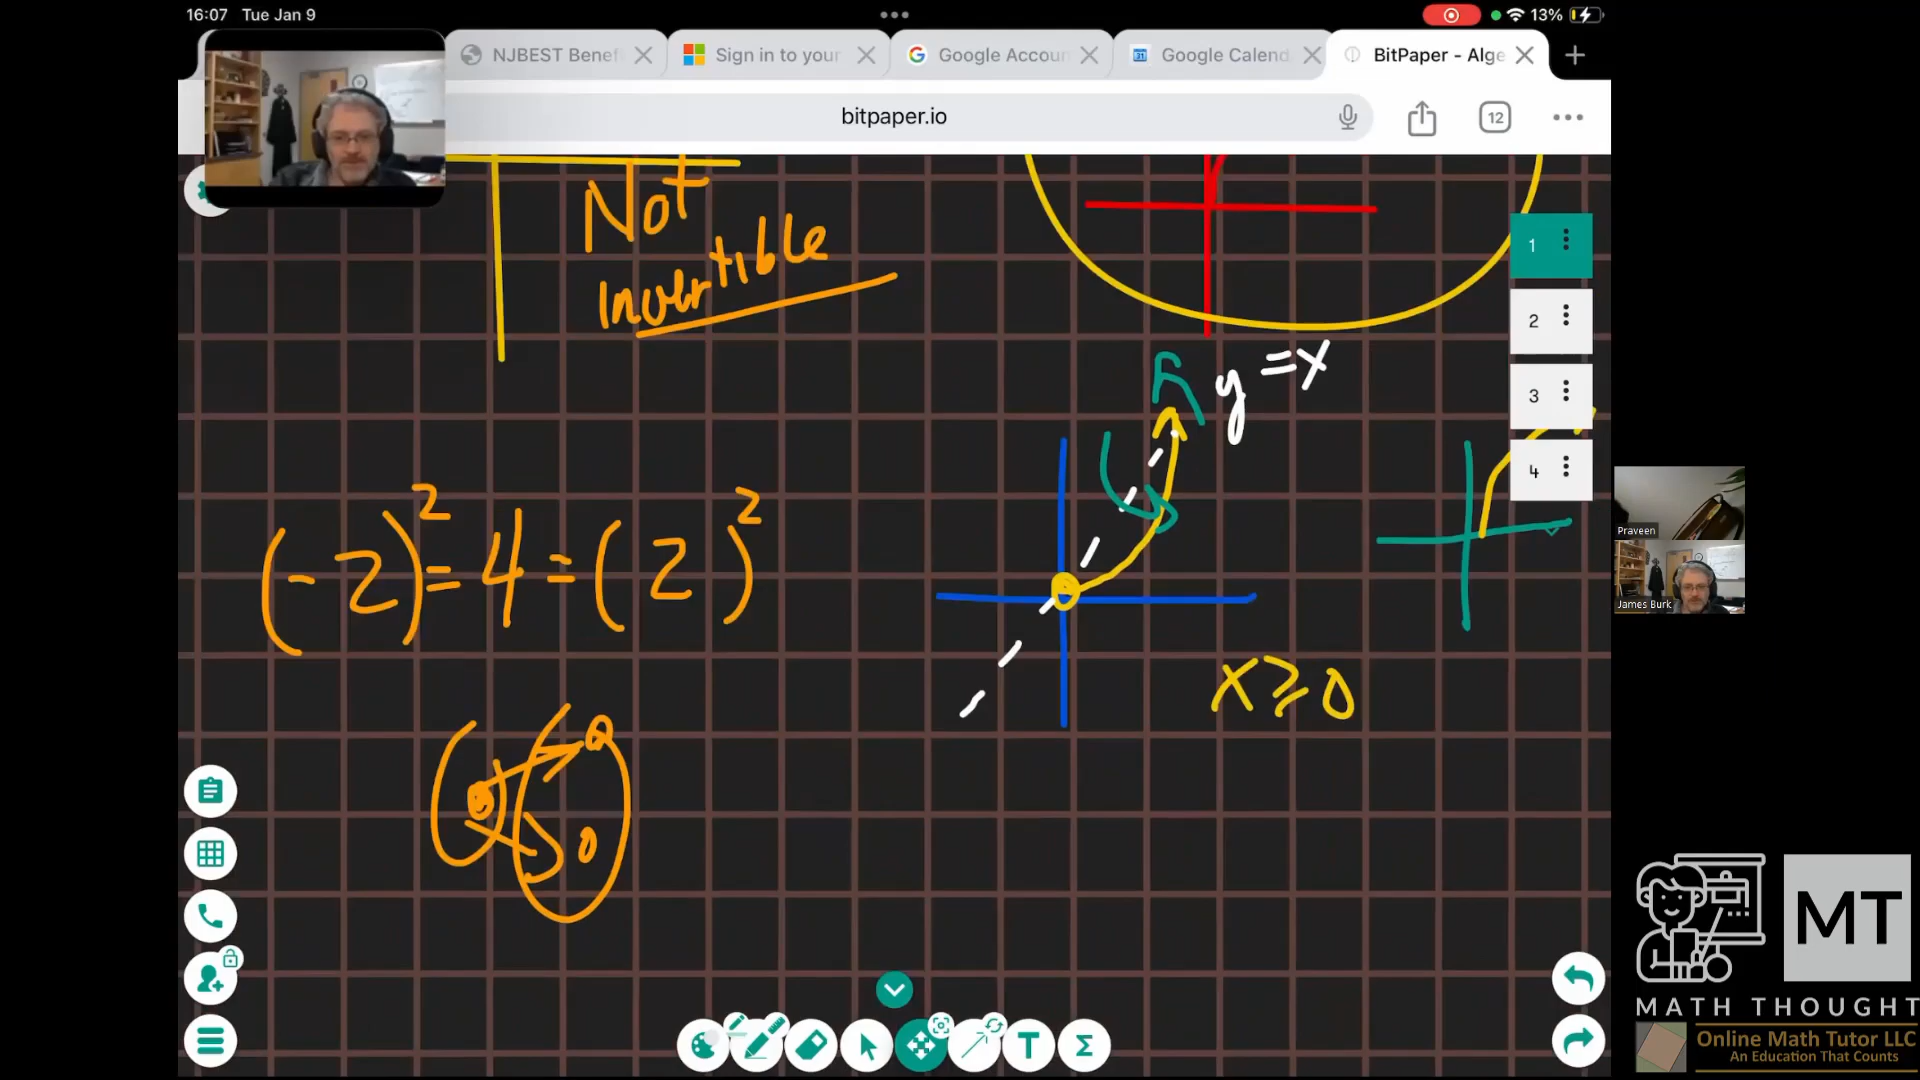 16:07 Tue Jan 9
13%
NJBEST Benef
Sign in to your
Google Accoun
Google Calend
BitPaper - Alge
bitpaper.io
12
Not
Invertible
1
2
3
4
y = x
(-2)² = 4 = (2)²
x ≥ 0
Praveen
James Burk
T
Σ
MT
MATH THOUGHT
Online Math Tutor LLC
An Education That Counts